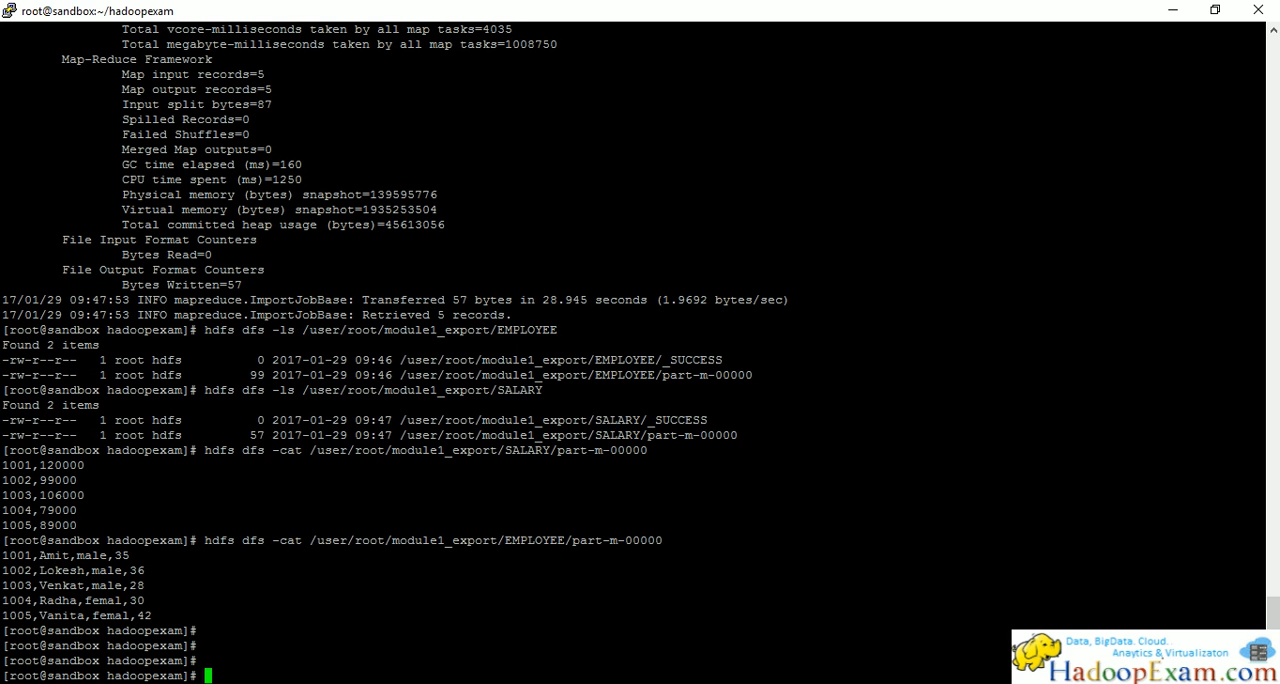 root@sandbox:~/hadoopexam
Total vcore-milliseconds taken by all map tasks=4035
Total megabyte-milliseconds taken by all map tasks=1008750
Map-Reduce Framework
Map input records=5
Map output records=5
Input split bytes=87
Spilled Records=0
Failed Shuffles=0
Merged Map outputs=0
GC time elapsed (ms)=160
CPU time spent (ms)=1250
Physical memory (bytes) snapshot=139595776
Virtual memory (bytes) snapshot=1935253504
Total committed heap usage (bytes)=45613056
File Input Format Counters
Bytes Read=0
File Output Format Counters
Bytes Written=57
17/01/29 09:47:53 INFO mapreduce.ImportJobBase: Transferred 57 bytes in 28.945 seconds (1.9692 bytes/sec)
17/01/29 09:47:53 INFO mapreduce.ImportJobBase: Retrieved 5 records.
[root@sandbox hadoopexam]# hdfs dfs -ls /user/root/module1_export/EMPLOYEE
Found 2 items
-rw-r--r--   1 root hdfs          0 2017-01-29 09:46 /user/root/module1_export/EMPLOYEE/_SUCCESS
-rw-r--r--   1 root hdfs         99 2017-01-29 09:46 /user/root/module1_export/EMPLOYEE/part-m-00000
[root@sandbox hadoopexam]# hdfs dfs -ls /user/root/module1_export/SALARY
Found 2 items
-rw-r--r--   1 root hdfs          0 2017-01-29 09:47 /user/root/module1_export/SALARY/_SUCCESS
-rw-r--r--   1 root hdfs         57 2017-01-29 09:47 /user/root/module1_export/SALARY/part-m-00000
[root@sandbox hadoopexam]# hdfs dfs -cat /user/root/module1_export/SALARY/part-m-00000
1001,120000
1002,99000
1003,106000
1004,79000
1005,89000
[root@sandbox hadoopexam]# hdfs dfs -cat /user/root/module1_export/EMPLOYEE/part-m-00000
1001,Amit,male,35
1002,Lokesh,male,36
1003,Venkat,male,28
1004,Radha,femal,30
1005,Vanita,femal,42
[root@sandbox hadoopexam]#
[root@sandbox hadoopexam]#
[root@sandbox hadoopexam]#
[root@sandbox hadoopexam]#
Data, BigData. Cloud.
Anaytics & Virtualizaton
HadoopExam.com